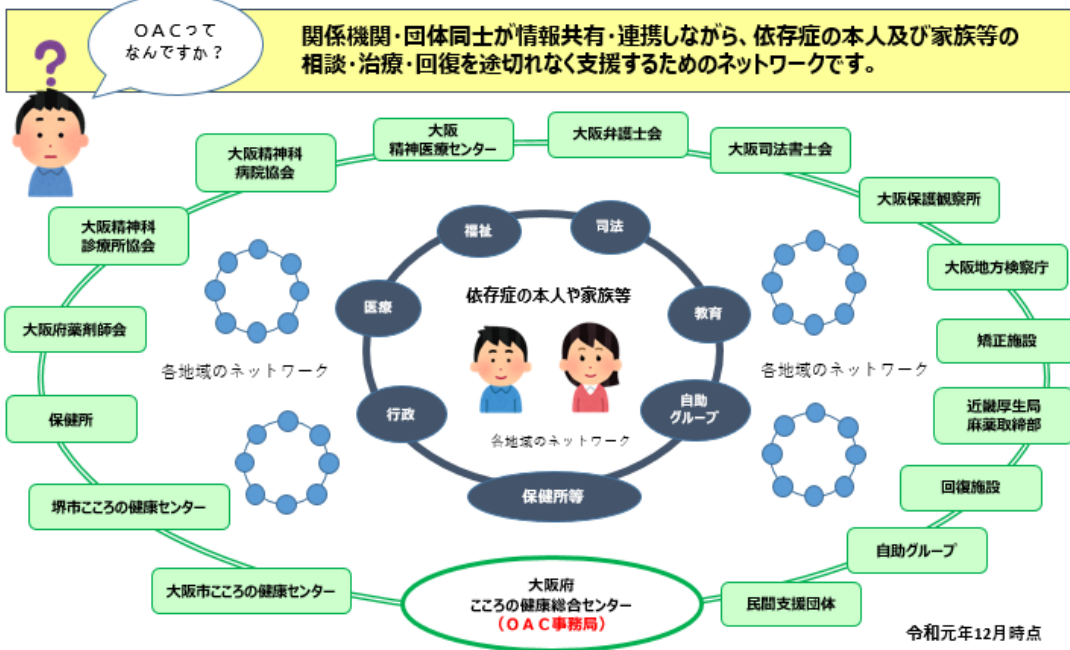 OACって
なんですか？
関係機関・団体同士が情報共有・連携しながら、依存症の本人及び家族等の
相談・治療・回復を途切れなく支援するためのネットワークです。
?
大阪
精神医療センター
大阪弁護士会
大阪精神科
病院協会
大阪司法書士会
大阪保護観察所
大阪精神科
診療所協会
大阪地方検察庁
大阪府薬剤師会
矯正施設
保健所
近畿厚生局
麻薬取締部
堺市こころの健康センター
回復施設
自助グループ
大阪市こころの健康センター
大阪府
こころの健康総合センター
（OAC事務局）
民間支援団体
福祉
司法
医療
教育
依存症の本人や家族等
行政
自助
グループ
各地域のネットワーク
保健所等
各地域のネットワーク
各地域のネットワーク
令和元年12月時点